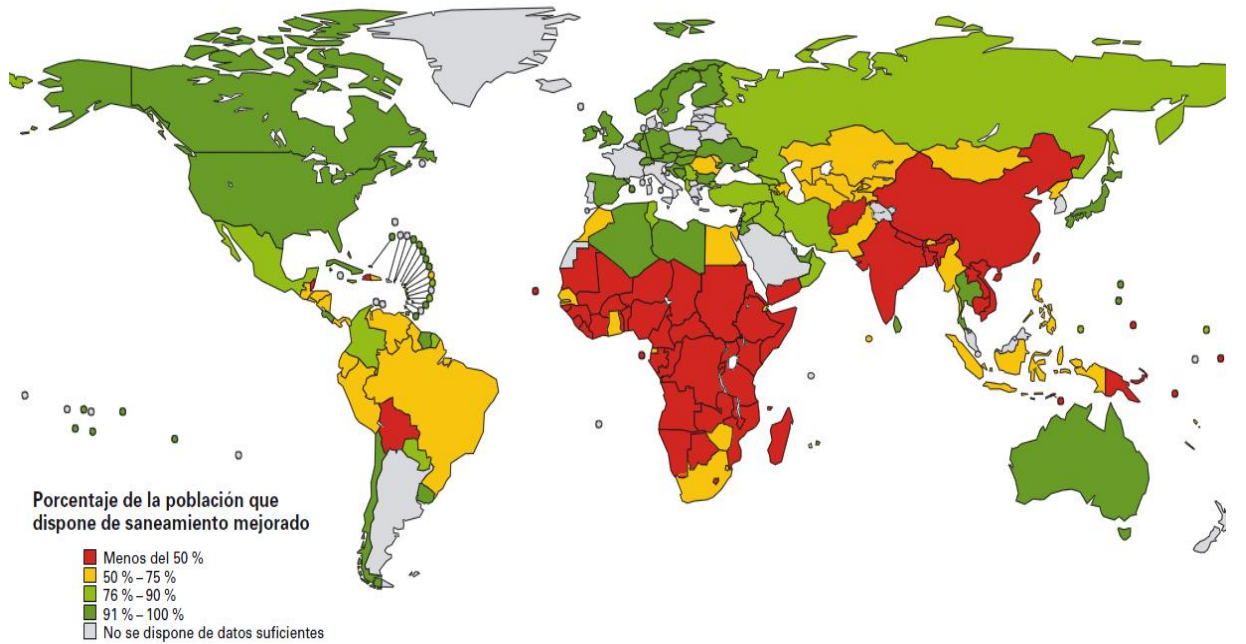 Porcentaje de la población que
dispone de saneamiento mejorado
Menos del 50 %
50 % – 75 %
76 % – 90 %
91 % – 100 %
No se dispone de datos suficientes